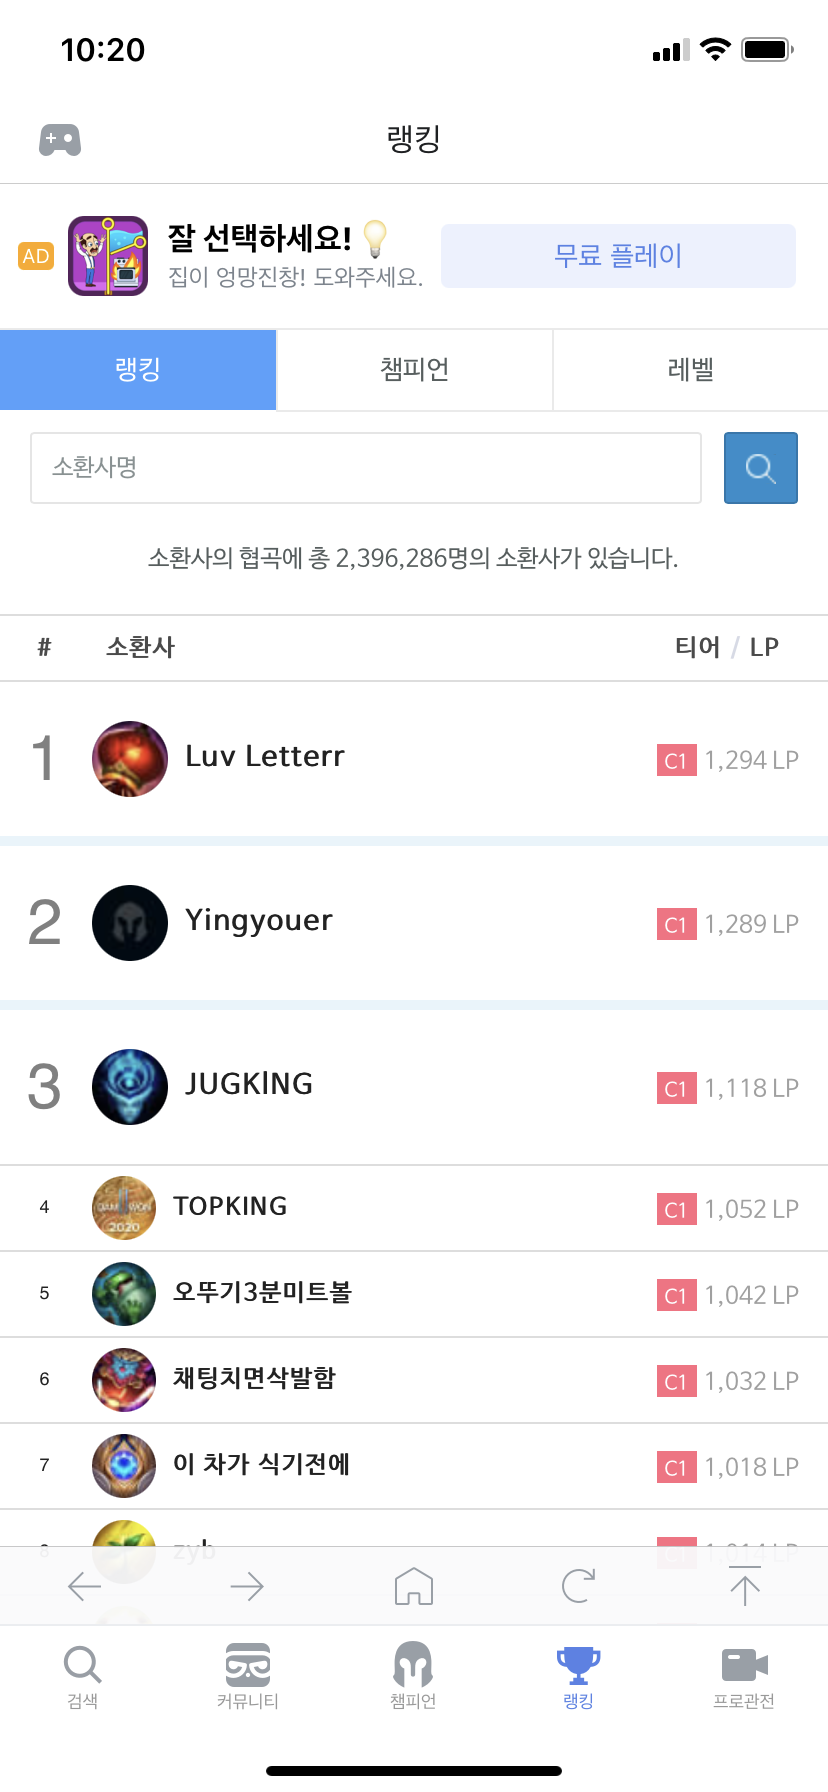 10:20
랭킹
AD
잘 선택하세요!
집이 엉망진창! 도와주세요.
무료 플레이
랭킹 챔피언 레벨
소환사명
소환사의 협곡에 총 2,396,286명의 소환사가 있습니다.
# 소환사 티어 / LP
1 Luv Letterr C1 1,294 LP
2 Yingyouer C1 1,289 LP
3 JUGKlNG C1 1,118 LP
4 TOPKING C1 1,052 LP
5 오뚜기3분미트볼 C1 1,042 LP
6 채팅치면삭발함 C1 1,032 LP
7 이 차가 식기전에 C1 1,018 LP
8 zyb C1 1,014 LP
검색 커뮤니티 챔피언 랭킹 프로관전